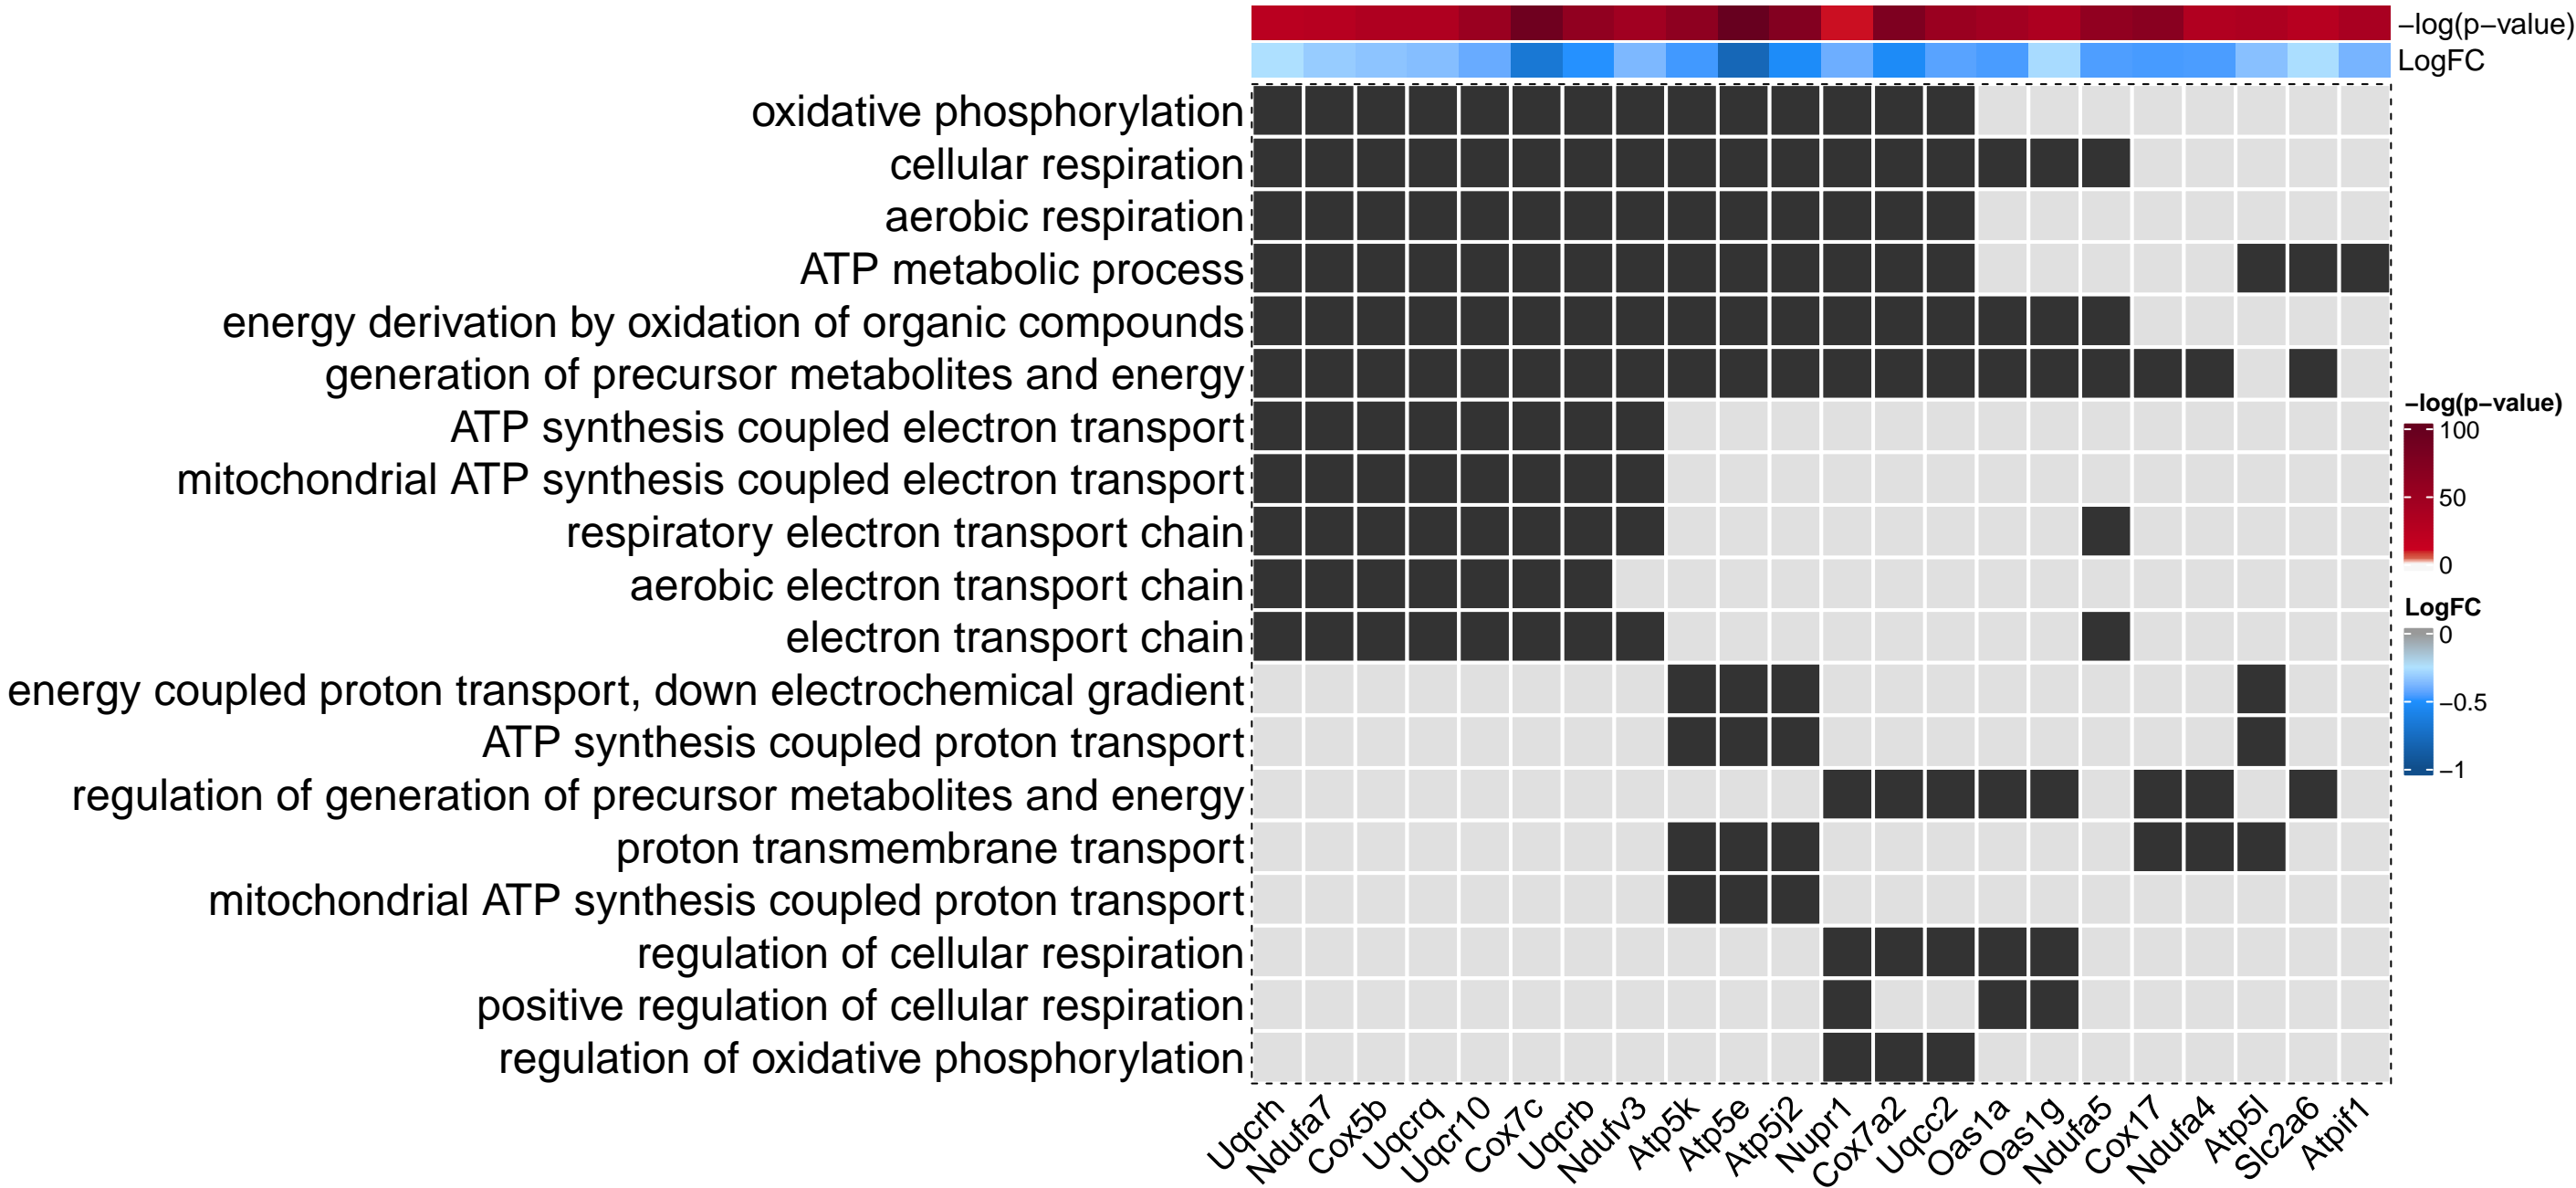 −log(p−value)
LogFC
oxidative phosphorylation
cellular respiration
aerobic respiration
ATP metabolic process
energy derivation by oxidation of organic compounds
generation of precursor metabolites and energy
ATP synthesis coupled electron transport
mitochondrial ATP synthesis coupled electron transport
respiratory electron transport chain
aerobic electron transport chain
electron transport chain
energy coupled proton transport, down electrochemical gradient
ATP synthesis coupled proton transport
regulation of generation of precursor metabolites and energy
proton transmembrane transport
mitochondrial ATP synthesis coupled proton transport
regulation of cellular respiration
positive regulation of cellular respiration
regulation of oxidative phosphorylation
−log(p−value)
100
50
0
LogFC
0
−0.5
−1
Uqcrh
Ndufa7
Cox5b
Uqcrq
Uqcr10
Cox7c
Uqcrb
Ndufv3
Atp5k
Atp5e
Atp5j2
Nupr1
Cox7a2
Uqcc2
Oas1a
Oas1g
Ndufa5
Cox17
Ndufa4
Atp5l
Slc2a6
Atpif1